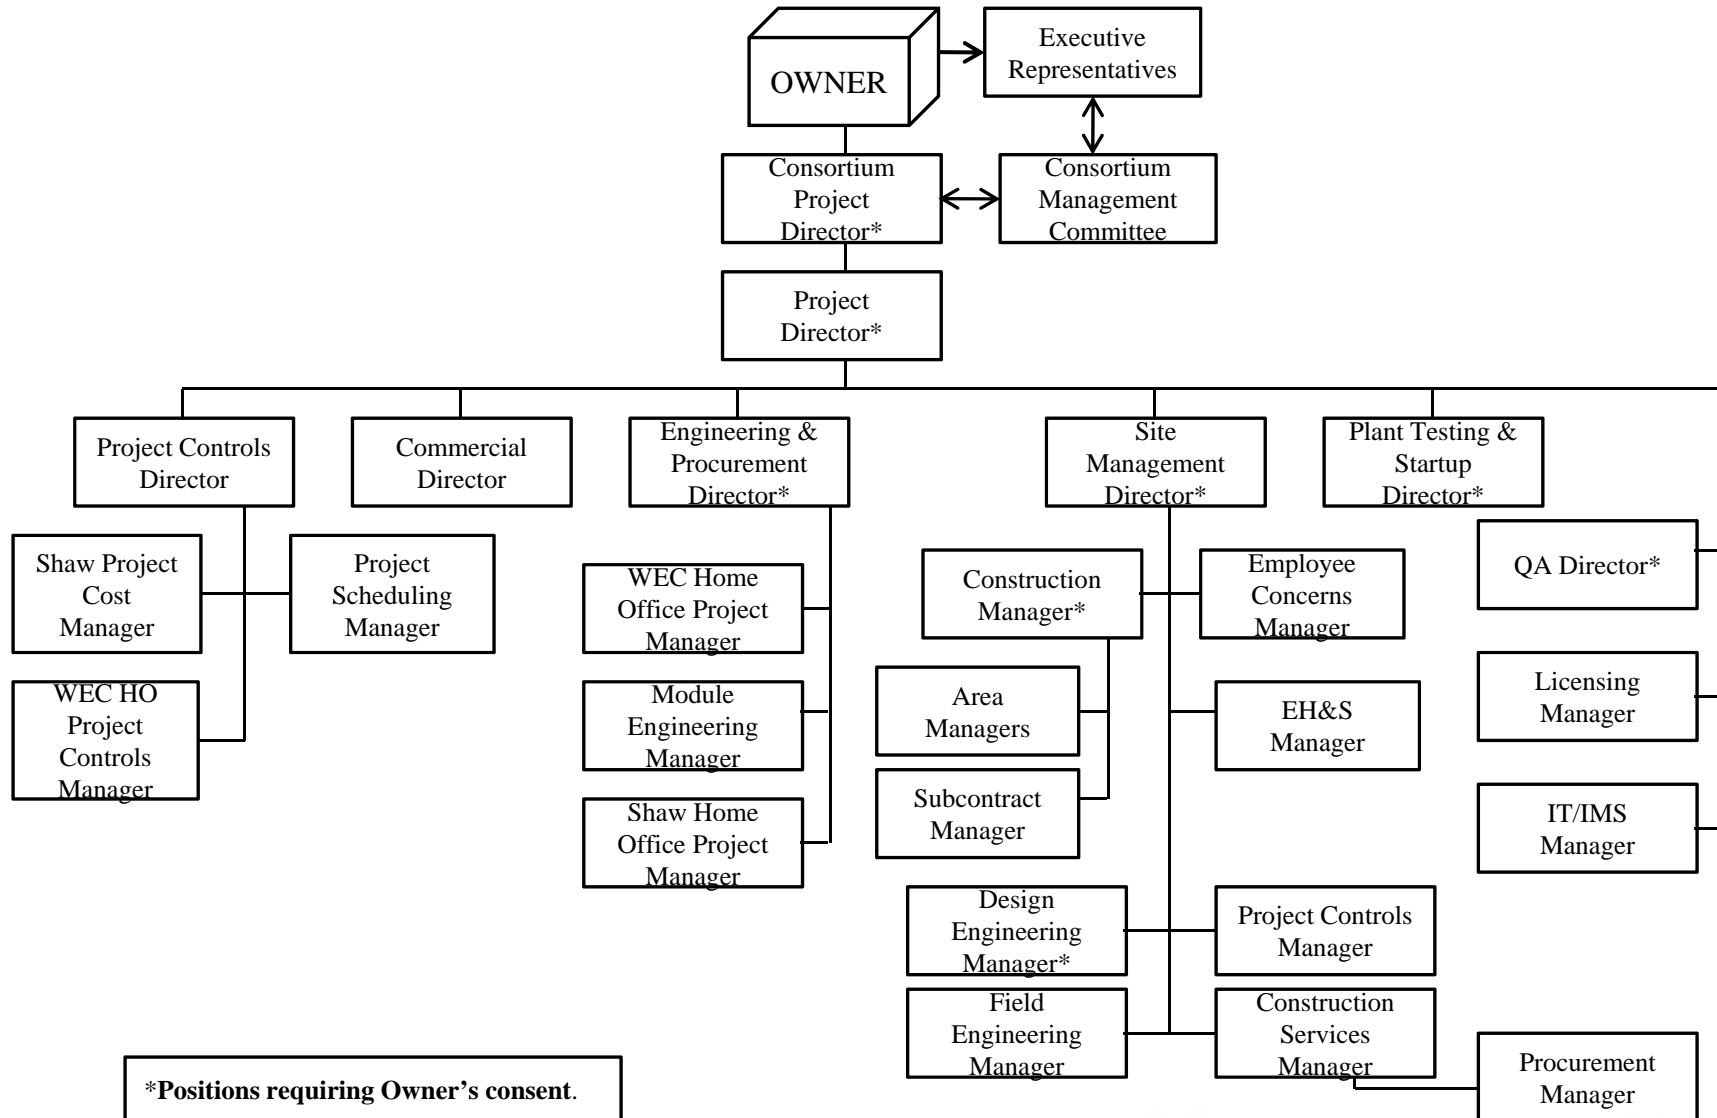 OWNER
Executive
Representatives
Consortium
Project
Director*
Consortium
Management
Committee
Project
Director*
Project Controls
Director
Commercial
Director
Engineering &
Procurement
Director*
Site
Management
Director*
Plant Testing &
Startup
Director*
Shaw Project
Cost
Manager
Project
Scheduling
Manager
WEC HO
Project
Controls
Manager
WEC Home
Office Project
Manager
Module
Engineering
Manager
Shaw Home
Office Project
Manager
Construction
Manager*
Employee
Concerns
Manager
Area
Managers
EH&S
Manager
Subcontract
Manager
Design
Engineering
Manager*
Project Controls
Manager
Field
Engineering
Manager
Construction
Services
Manager
QA Director*
Licensing
Manager
IT/IMS
Manager
Procurement
Manager
*Positions requiring Owner's consent.